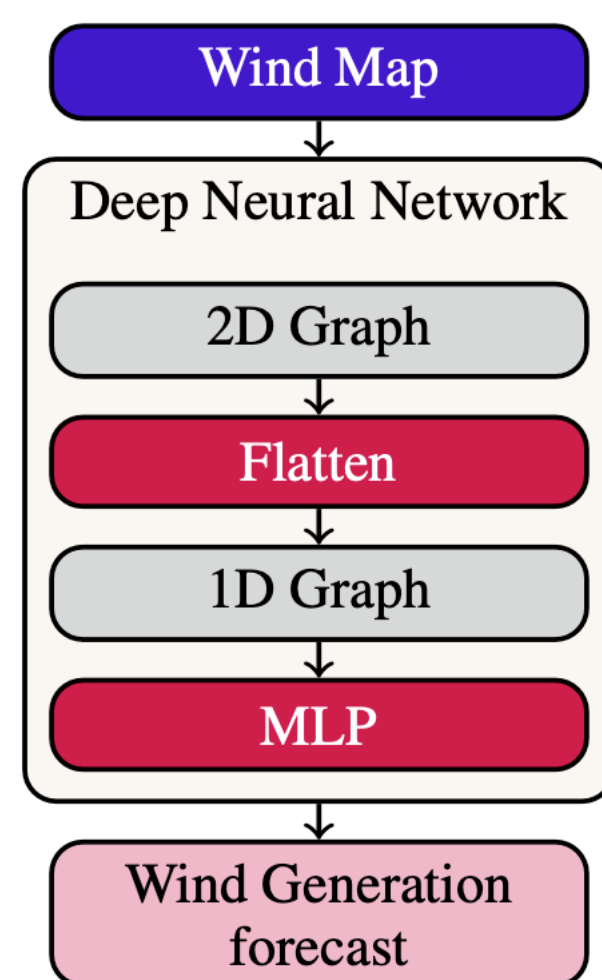 Wind Map
Deep Neural Network
2D Graph
Flatten
1D Graph
MLP
Wind Generation
forecast